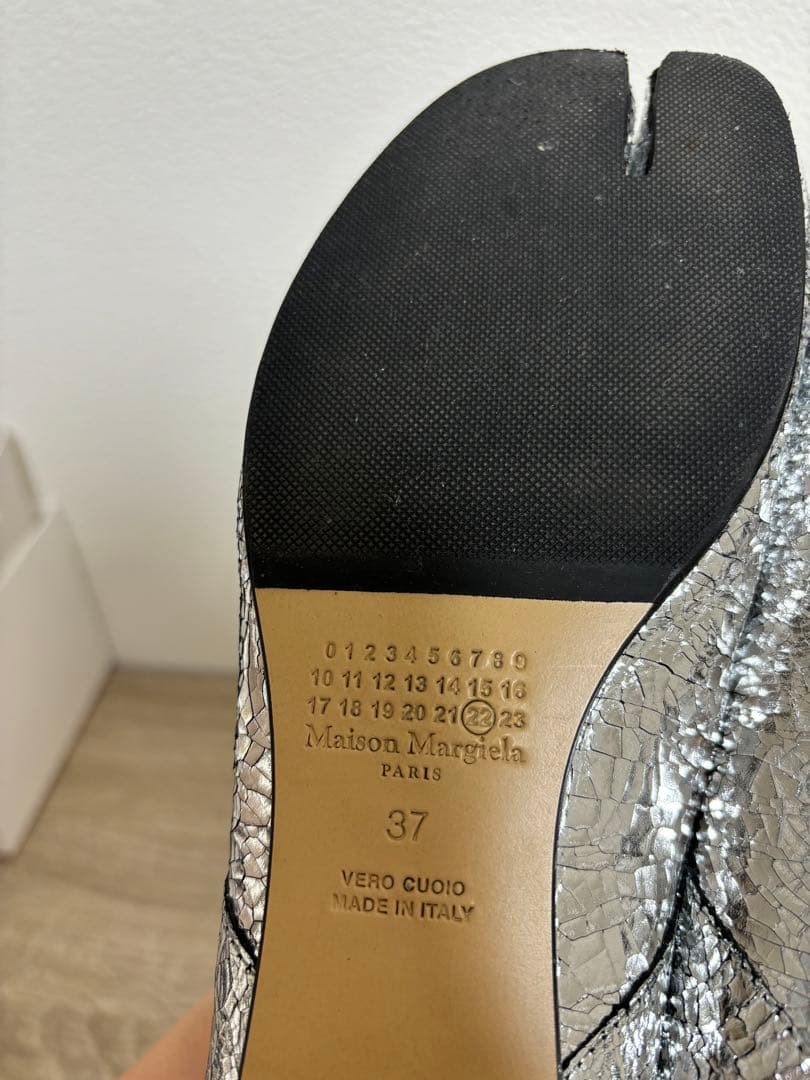 0 1 2 3 4 5 6 7 8 9
10 11 12 13 14 15 16
17 18 19 20 21 22 23
Maison Margiela
PARIS
37
VERO CUOIO
MADE IN ITALY